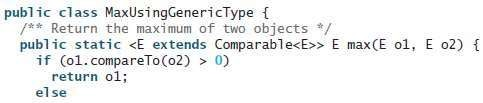 public class MaxUsingGenericType {
/** Return the maximum of two objects */
public static <E extends Comparable<E>> E max(E o1, E o2) {
if (o1.compareTo(o2) > 0)
return o1;
else